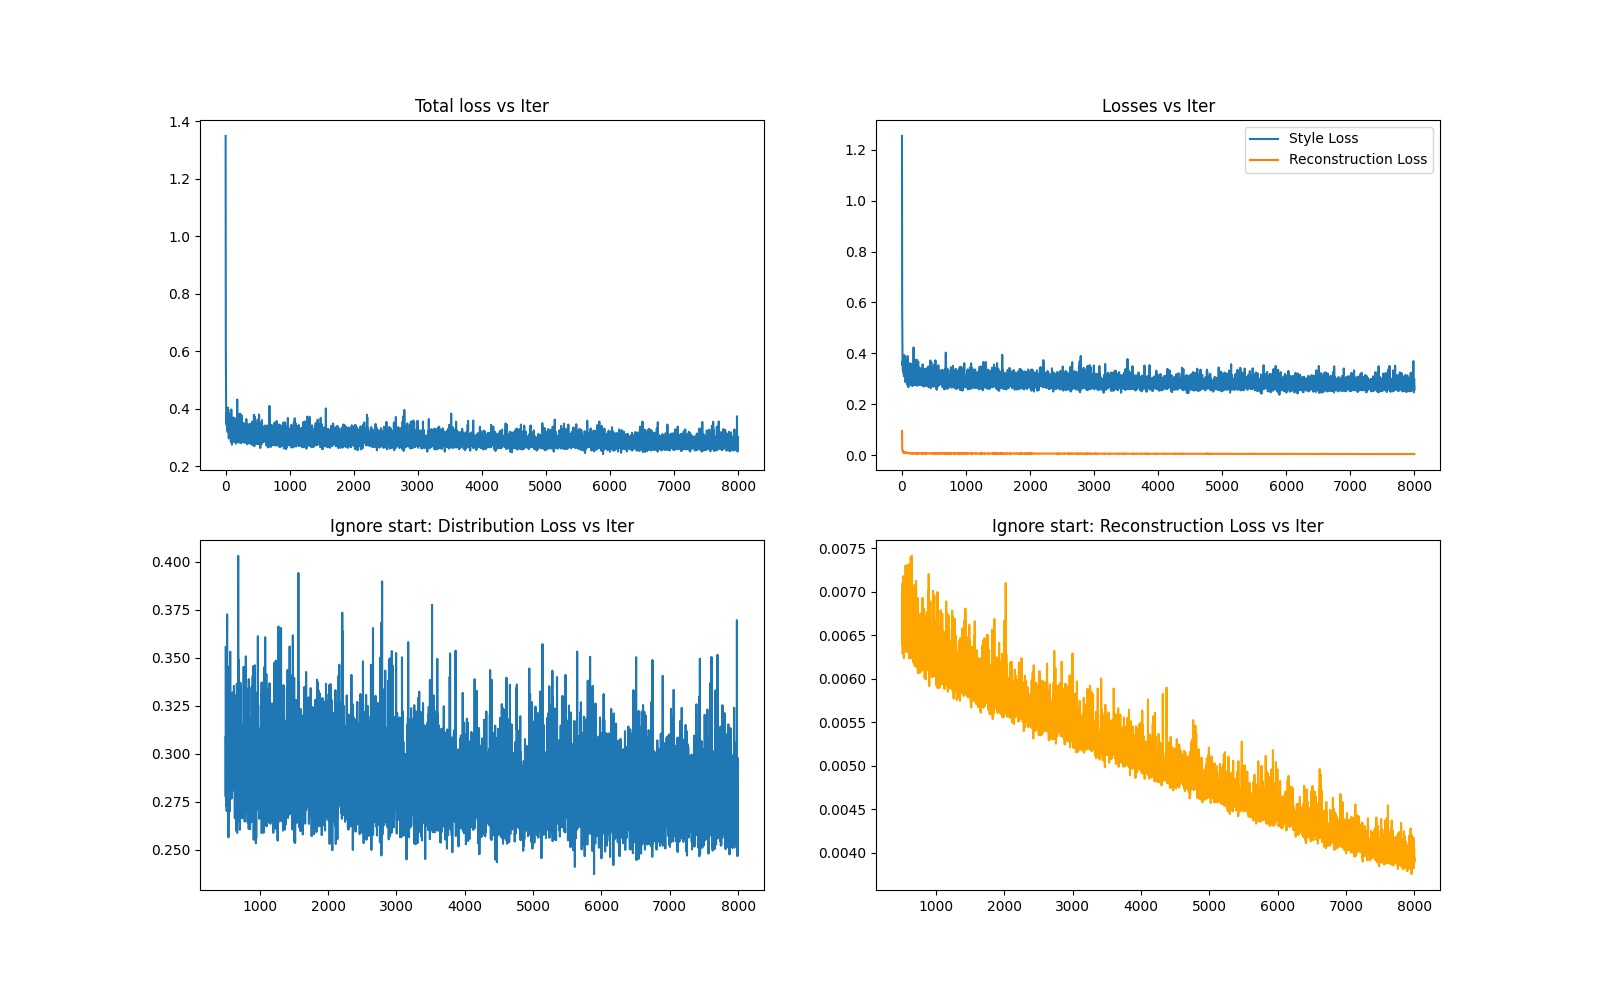 Total loss vs Iter
1.4
1.2
1.0
0.8
0.6
0.4
0.2
0 1000 2000 3000 4000 5000 6000 7000 8000
Losses vs Iter
Style Loss
Reconstruction Loss
1.2
1.0
0.8
0.6
0.4
0.2
0.0
0 1000 2000 3000 4000 5000 6000 7000 8000
Ignore start: Distribution Loss vs Iter
0.400
0.375
0.350
0.325
0.300
0.275
0.250
1000 2000 3000 4000 5000 6000 7000 8000
Ignore start: Reconstruction Loss vs Iter
0.0075
0.0070
0.0065
0.0060
0.0055
0.0050
0.0045
0.0040
1000 2000 3000 4000 5000 6000 7000 8000